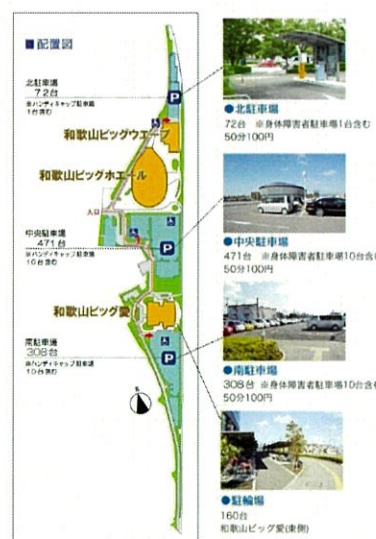 ■配置図
北駐車場
72台
※ハンディキャップ駐車場
1台含む
和歌山ビッグウエーブ
和歌山ビッグホエール
入口
中央駐車場
471台
※ハンディキャップ駐車場
10台含む
和歌山ビッグ愛
南駐車場
308台
※ハンディキャップ駐車場
10台含む
P
P
P
●北駐車場
72台 ※身体障害者駐車場1台含む
50分100円
●中央駐車場
471台 ※身体障害者駐車場10台含む
50分100円
●南駐車場
308台 ※身体障害者駐車場10台含む
50分100円
●駐輪場
160台
和歌山ビッグ愛(東側)